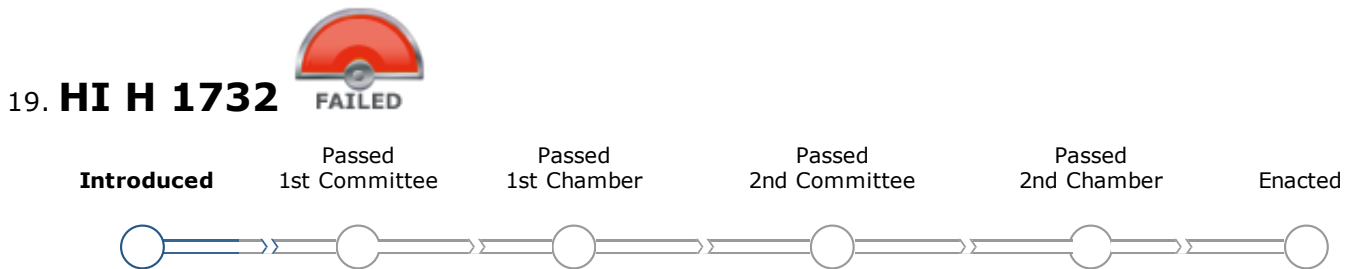 19. HI H 1732
FAILED
Introduced
Passed
1st Committee
Passed
1st Chamber
Passed
2nd Committee
Passed
2nd Chamber
Enacted